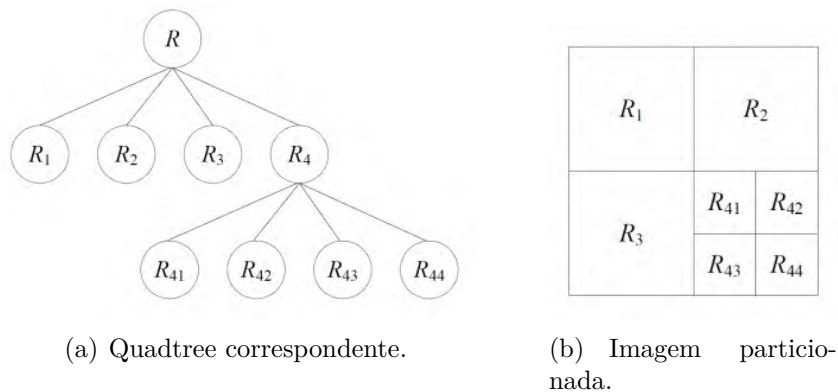 R
R₁ R₂ R₃ R₄
R₄₁ R₄₂ R₄₃ R₄₄
(a) Quadtree correspondente.
R₁ R₂
R₃
R₄₁ R₄₂
R₄₃ R₄₄
(b) Imagem particio-
nada.